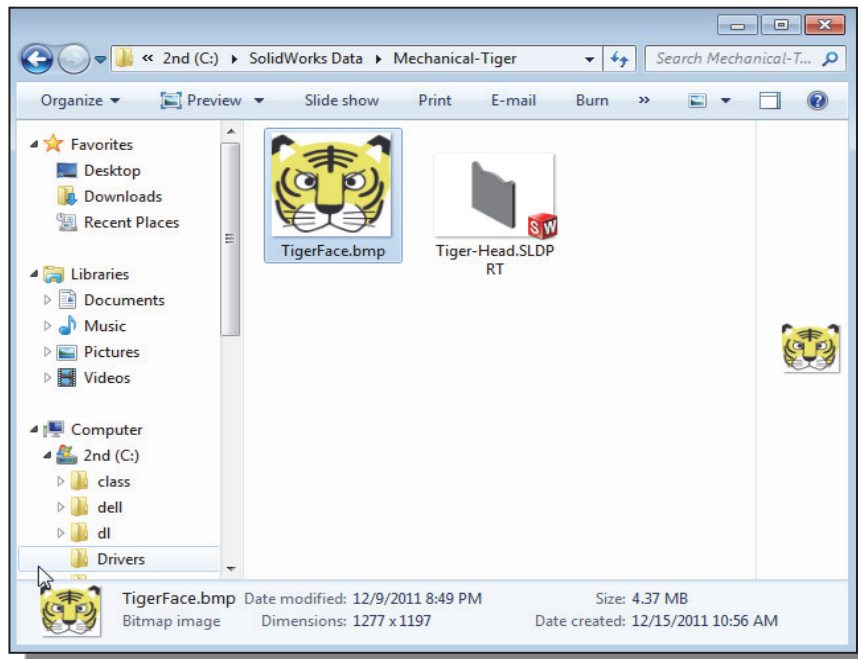 « 2nd (C:) ▸ SolidWorks Data ▸ Mechanical-Tiger
Search Mechanical-T...
Organize Preview Slide show Print E-mail Burn »
Favorites
Desktop
Downloads
Recent Places
Libraries
Documents
Music
Pictures
Videos
Computer
2nd (C:)
class
dell
dl
Drivers
TigerFace.bmp
Tiger-Head.SLDP
RT
S W
TigerFace.bmp Date modified: 12/9/2011 8:49 PM Size: 4.37 MB
Bitmap image Dimensions: 1277 x 1197 Date created: 12/15/2011 10:56 AM